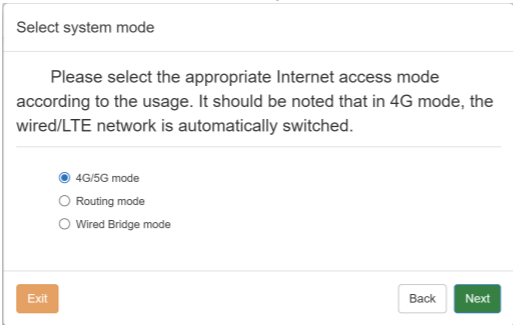 Select system mode
Please select the appropriate Internet access mode
according to the usage. It should be noted that in 4G mode, the
wired/LTE network is automatically switched.
4G/5G mode
Routing mode
Wired Bridge mode
Exit
Back
Next